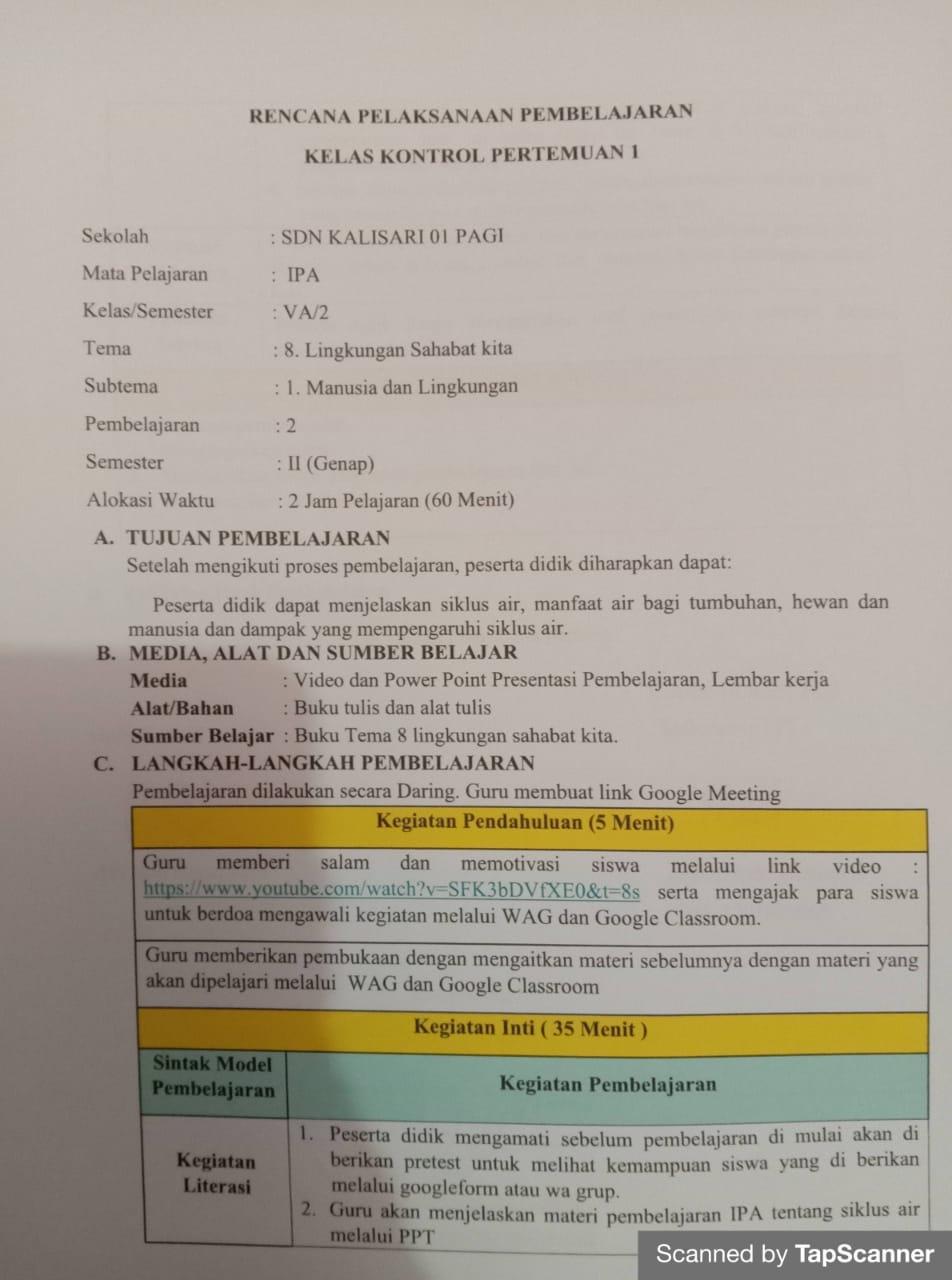 RENCANA PELAKSANAAN PEMBELAJARAN
KELAS KONTROL PERTEMUAN 1
Sekolah : SDN KALISARI 01 PAGI
Mata Pelajaran : IPA
Kelas/Semester : VA/2
Tema : 8. Lingkungan Sahabat kita
Subtema : 1. Manusia dan Lingkungan
Pembelajaran : 2
Semester : II (Genap)
Alokasi Waktu : 2 Jam Pelajaran (60 Menit)
A. TUJUAN PEMBELAJARAN
Setelah mengikuti proses pembelajaran, peserta didik diharapkan dapat:
Peserta didik dapat menjelaskan siklus air, manfaat air bagi tumbuhan, hewan dan
manusia dan dampak yang mempengaruhi siklus air.
B. MEDIA, ALAT DAN SUMBER BELAJAR
Media : Video dan Power Point Presentasi Pembelajaran, Lembar kerja
Alat/Bahan : Buku tulis dan alat tulis
Sumber Belajar : Buku Tema 8 lingkungan sahabat kita.
C. LANGKAH-LANGKAH PEMBELAJARAN
Pembelajaran dilakukan secara Daring. Guru membuat link Google Meeting
Kegiatan Pendahuluan (5 Menit)
Guru memberi salam dan memotivasi siswa melalui link video :
https://www.youtube.com/watch?v=SFK3bDVfXE0&t=8s serta mengajak para siswa
untuk berdoa mengawali kegiatan melalui WAG dan Google Classroom.
Guru memberikan pembukaan dengan mengaitkan materi sebelumnya dengan materi yang
akan dipelajari melalui WAG dan Google Classroom
Kegiatan Inti ( 35 Menit )
Sintak Model
Pembelajaran
Kegiatan Pembelajaran
Kegiatan
Literasi
1. Peserta didik mengamati sebelum pembelajaran di mulai akan di
berikan pretest untuk melihat kemampuan siswa yang di berikan
melalui googleform atau wa grup.
2. Guru akan menjelaskan materi pembelajaran IPA tentang siklus air
melalui PPT
Scanned by TapScanner